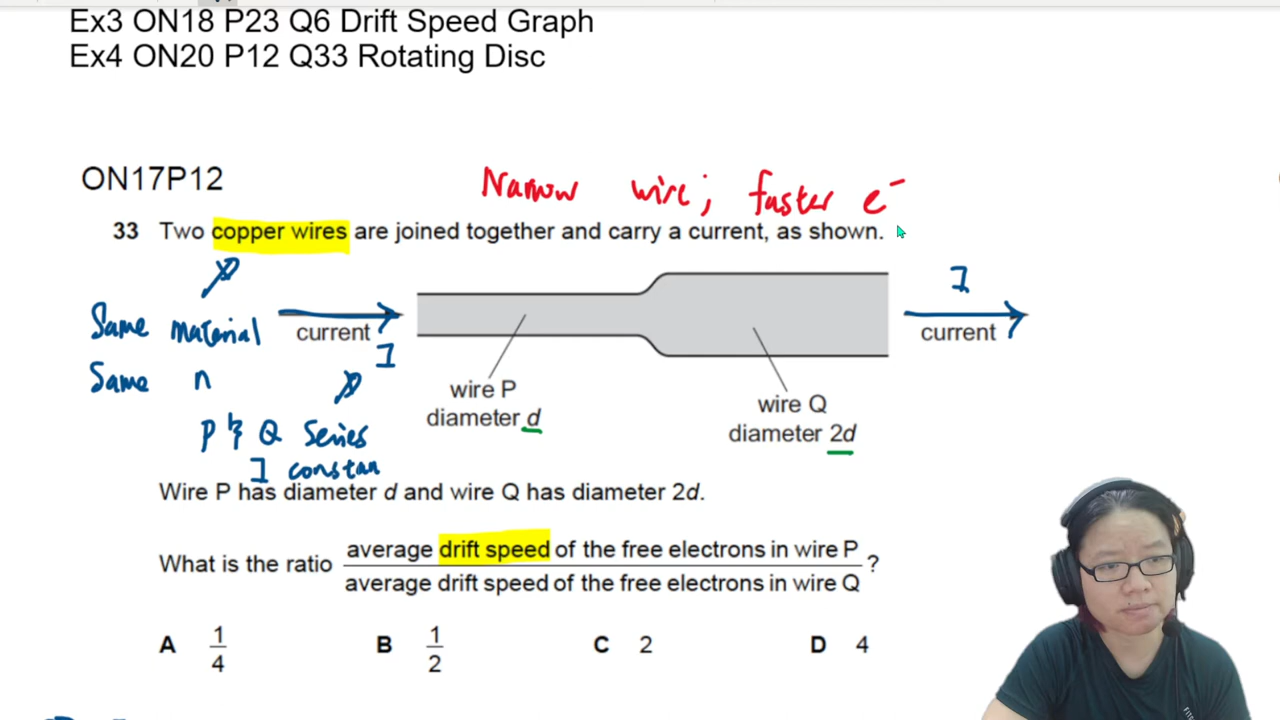 Ex3 ON18 P23 Q6 Drift Speed Graph
Ex4 ON20 P12 Q33 Rotating Disc
ON17P12
Narrow wire; faster e⁻
33 Two copper wires are joined together and carry a current, as shown.
Same material
Same n
P & Q series
I constan
current
I
wire P
diameter d
wire Q
diameter 2d
I
current
Wire P has diameter d and wire Q has diameter 2d.
What is the ratio average drift speed of the free electrons in wire P / average drift speed of the free electrons in wire Q ?
A 1/4 B 1/2 C 2 D 4